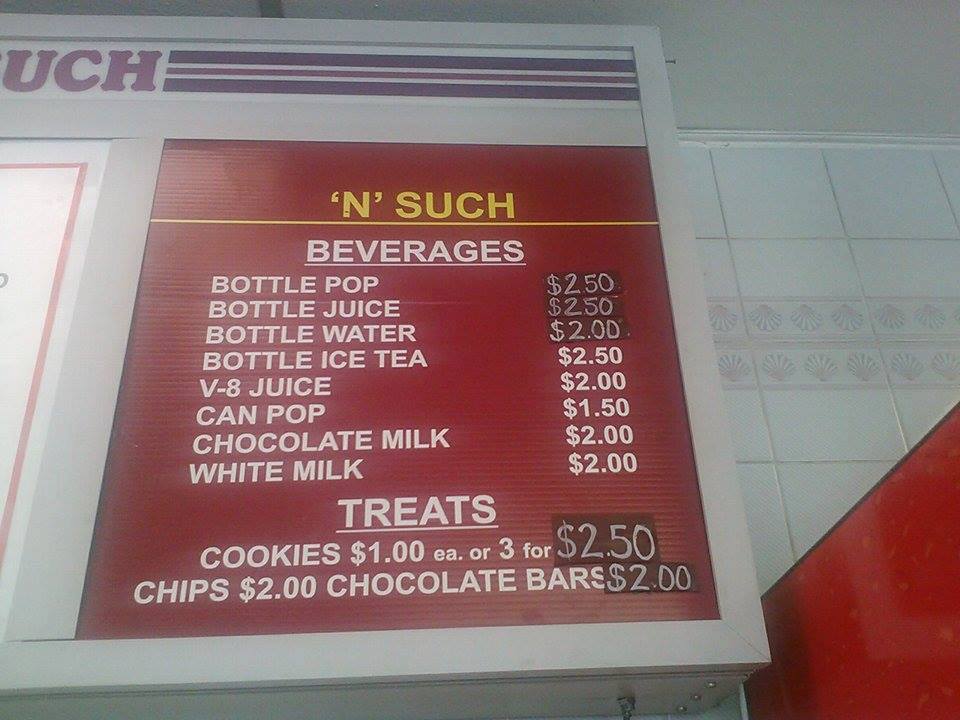 UCH
'N' SUCH
BEVERAGES
BOTTLE POP $2.50
BOTTLE JUICE $2.50
BOTTLE WATER $2.00
BOTTLE ICE TEA $2.50
V-8 JUICE $2.00
CAN POP $1.50
CHOCOLATE MILK $2.00
WHITE MILK $2.00
TREATS
COOKIES $1.00 ea. or 3 for $2.50
CHIPS $2.00 CHOCOLATE BARS $2.00